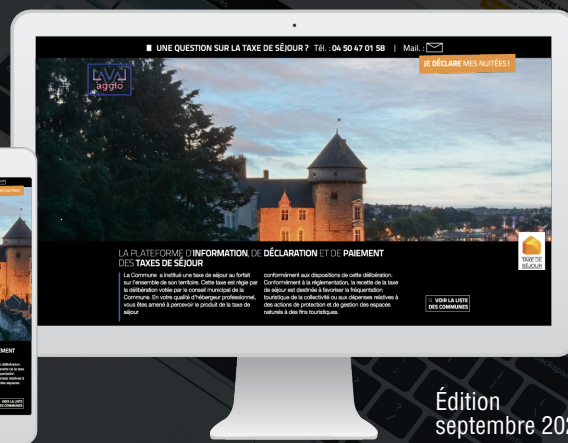 UNE QUESTION SUR LA TAXE DE SÉJOUR ? Tél. : 04 50 47 01 58 | Mail. :
JE DÉCLARE MES NUITÉES !
LAVAL
agglo
LA PLATEFORME D'INFORMATION, DE DÉCLARATION ET DE PAIEMENT
DES TAXES DE SÉJOUR
La Commune a institué une taxe de séjour au forfait
sur l'ensemble de son territoire. Cette taxe est régie par
la délibération votée par le conseil municipal de la
Commune. En votre qualité d'hébergeur professionnel,
vous êtes amené à percevoir le produit de la taxe de
séjour
conformément aux dispositions de cette délibération.
Conformément à la réglementation, la recette de la taxe
de séjour est destinée à favoriser la fréquentation
touristique de la collectivité ou aux dépenses relatives à
des actions de protection et de gestion des espaces
naturels à des fins touristiques.
VOIR LA LISTE
DES COMMUNES
TAXE DE
SÉJOUR
Édition
septembre 202